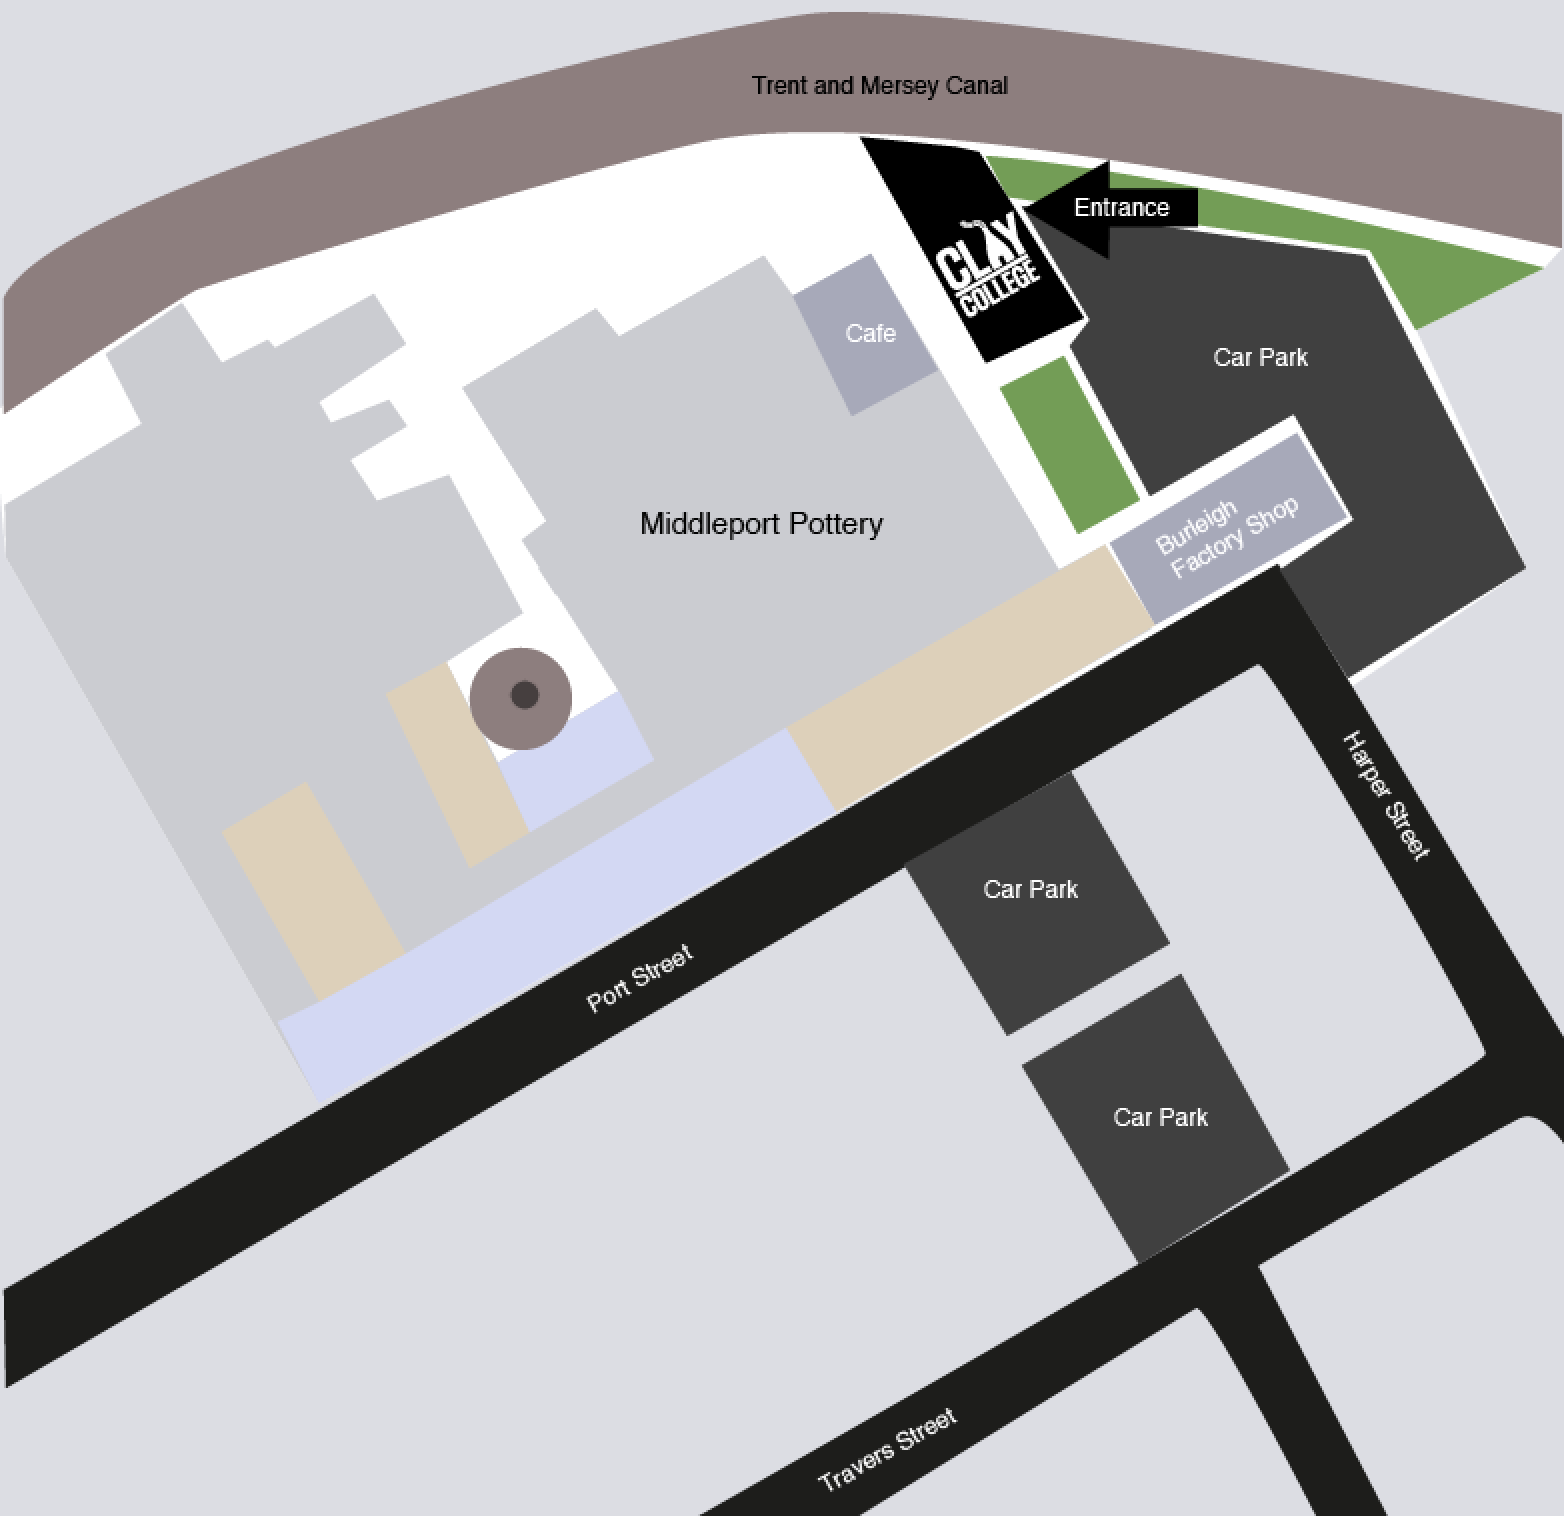 Trent and Mersey Canal
Entrance
CLAY
COLLEGE
Cafe
Car Park
Middleport Pottery
Burleigh
Factory Shop
Harper Street
Car Park
Port Street
Car Park
Travers Street